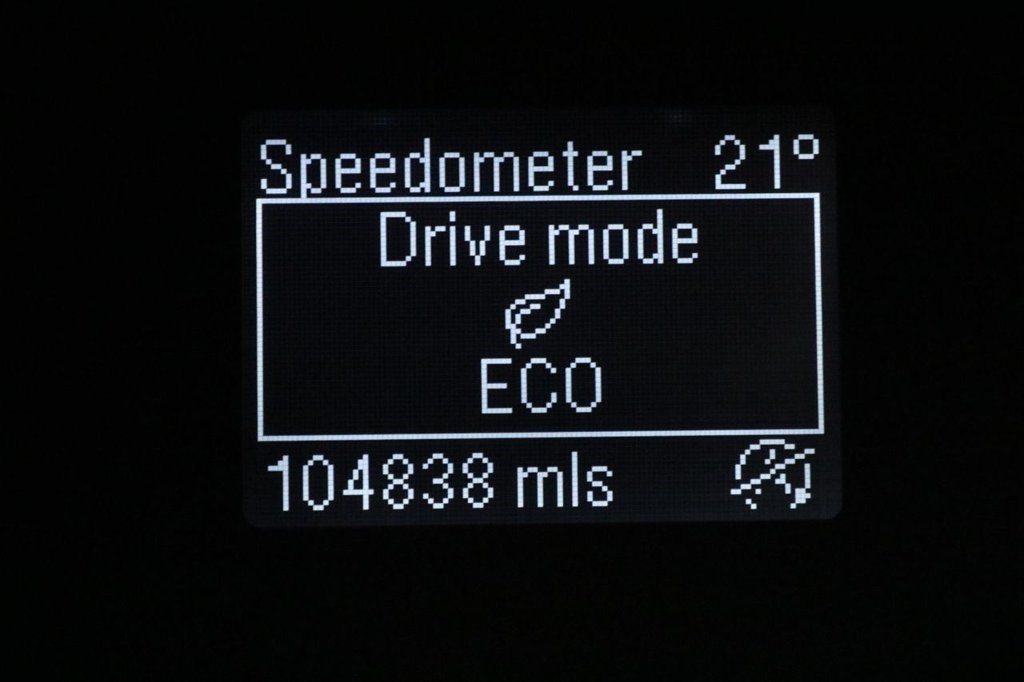 Speedometer 21°
Drive mode
ECO
104838 mls